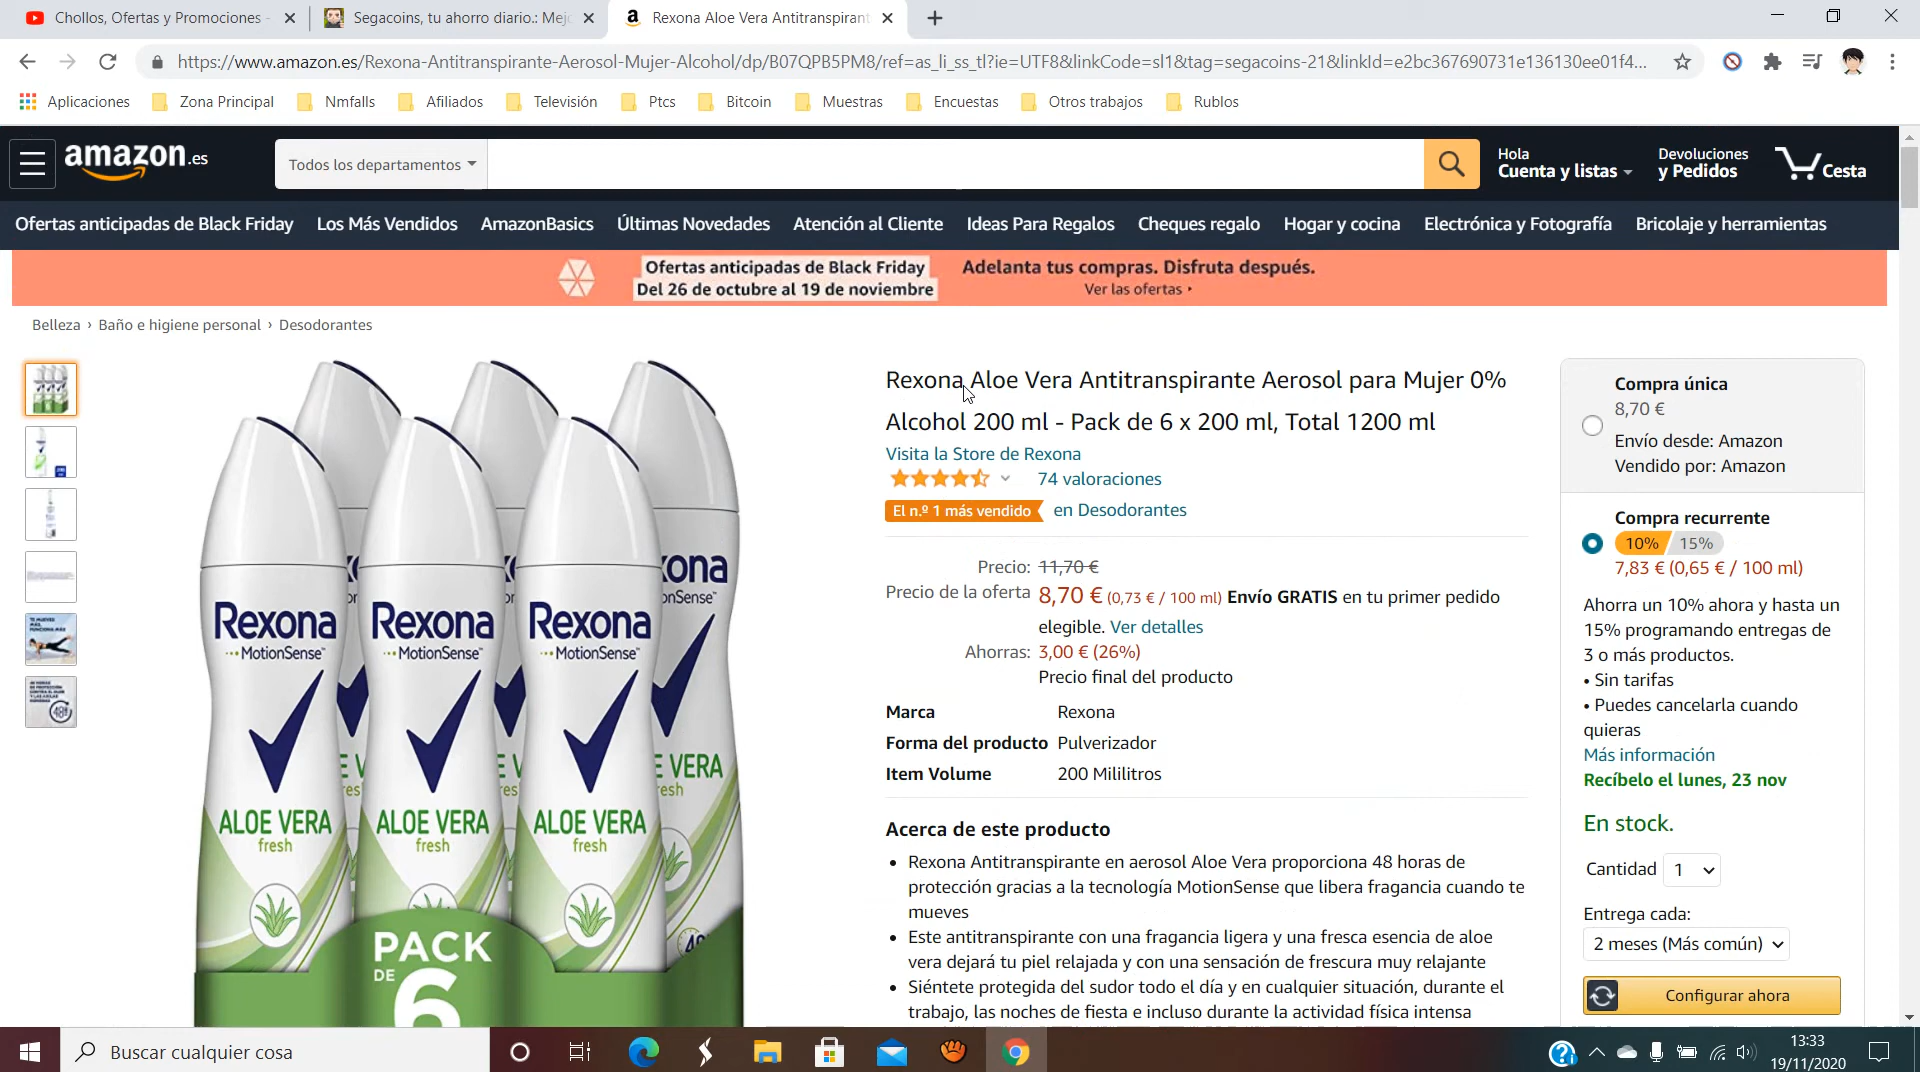 Chollos, Ofertas y Promociones -
Segacoins, tu ahorro diario.: Mejo
Rexona Aloe Vera Antitranspirant
https://www.amazon.es/Rexona-Antitranspirante-Aerosol-Mujer-Alcohol/dp/B07QPB5PM8/ref=as_li_ss_tl?ie=UTF8&linkCode=sl1&tag=segacoins-21&linkId=e2bc367690731e136130ee01f4...
Aplicaciones Zona Principal Nmfalls Afiliados Televisión Ptcs Bitcoin Muestras Encuestas Otros trabajos Rublos
amazon.es
Todos los departamentos
Hola
Cuenta y listas
Devoluciones
y Pedidos
Cesta
Ofertas anticipadas de Black Friday Los Más Vendidos AmazonBasics Últimas Novedades Atención al Cliente Ideas Para Regalos Cheques regalo Hogar y cocina Electrónica y Fotografía Bricolaje y herramientas
Ofertas anticipadas de Black Friday
Del 26 de octubre al 19 de noviembre
Adelanta tus compras. Disfruta después.
Ver las ofertas ›
Belleza › Baño e higiene personal › Desodorantes
Rexona
MotionSense™
ALOE VERA
fresh
Rexona
MotionSense™
ALOE VERA
fresh
Rexona
MotionSense™
ALOE VERA
fresh
PACK
DE
6
Rexona Aloe Vera Antitranspirante Aerosol para Mujer 0%
Alcohol 200 ml - Pack de 6 x 200 ml, Total 1200 ml
Visita la Store de Rexona
74 valoraciones
El n.º 1 más vendido en Desodorantes
Precio: 11,70 €
Precio de la oferta 8,70 € (0,73 € / 100 ml) Envío GRATIS en tu primer pedido
elegible. Ver detalles
Ahorras: 3,00 € (26%)
Precio final del producto
Marca Rexona
Forma del producto Pulverizador
Item Volume 200 Mililitros
Acerca de este producto
• Rexona Antitranspirante en aerosol Aloe Vera proporciona 48 horas de
protección gracias a la tecnología MotionSense que libera fragancia cuando te
mueves
• Este antitranspirante con una fragancia ligera y una fresca esencia de aloe
vera dejará tu piel relajada y con una sensación de frescura muy relajante
• Siéntete protegida del sudor todo el día y en cualquier situación, durante el
trabajo, las noches de fiesta e incluso durante la actividad física intensa
Compra única
8,70 €
Envío desde: Amazon
Vendido por: Amazon
Compra recurrente
10% 15%
7,83 € (0,65 € / 100 ml)
Ahorra un 10% ahora y hasta un
15% programando entregas de
3 o más productos.
• Sin tarifas
• Puedes cancelarla cuando
quieras
Más información
Recíbelo el lunes, 23 nov
En stock.
Cantidad 1
Entrega cada:
2 meses (Más común)
Configurar ahora
Buscar cualquier cosa
13:33
19/11/2020